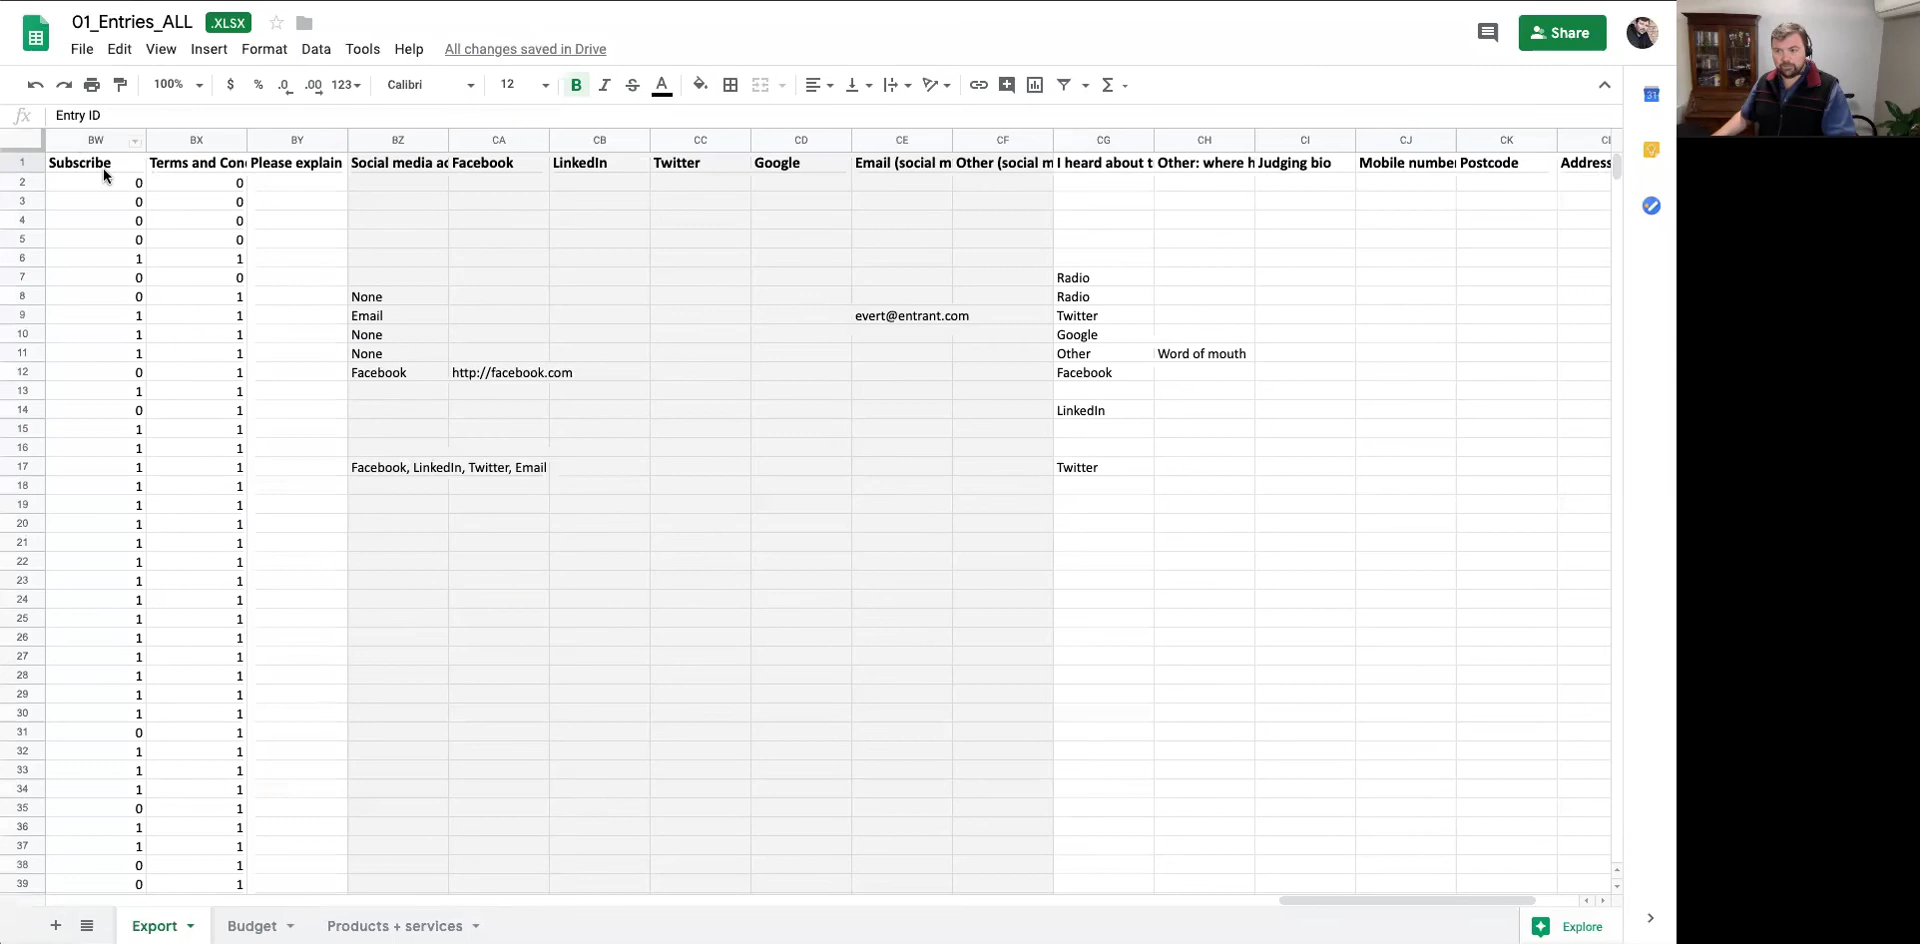 01_Entries_ALL .XLSX
Share
File Edit View Insert Format Data Tools Help All changes saved in Drive
100% $ % .0 .00 123 Calibri 12 B I S A Σ
fx Entry ID
31
BW BX BY BZ CA CB CC CD CE CF CG CH CI CJ CK
1 Subscribe Terms and Con Please explain Social media ac Facebook LinkedIn Twitter Google Email (social m Other (social m I heard about t Other: where h Judging bio Mobile number Postcode Address
2 0 0
3 0 0
4 0 0
5 0 0
6 1 1
7 0 0 Radio
8 0 1 None Radio
9 1 1 Email evert@entrant.com Twitter
10 1 1 None Google
11 1 1 None Other Word of mouth
12 0 1 Facebook http://facebook.com Facebook
13 1 1
14 0 1 LinkedIn
15 1 1
16 1 1
17 1 1 Facebook, LinkedIn, Twitter, Email Twitter
18 1 1
19 1 1
20 1 1
21 1 1
22 1 1
23 1 1
24 1 1
25 1 1
26 1 1
27 1 1
28 1 1
29 1 1
30 1 1
31 0 1
32 1 1
33 1 1
34 1 1
35 0 1
36 1 1
37 1 1
38 0 1
39 0 1
Export Budget Products + services Explore